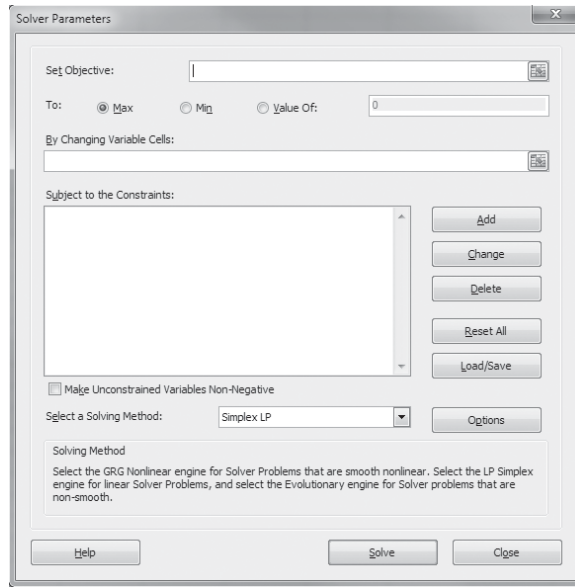 Solver Parameters
x
Set Objective:
To: Max Min Value Of: 0
By Changing Variable Cells:
Subject to the Constraints:
Add
Change
Delete
Reset All
Load/Save
Make Unconstrained Variables Non-Negative
Select a Solving Method: Simplex LP
Options
Solving Method
Select the GRG Nonlinear engine for Solver Problems that are smooth nonlinear. Select the LP Simplex
engine for linear Solver Problems, and select the Evolutionary engine for Solver problems that are
non-smooth.
Help Solve Close